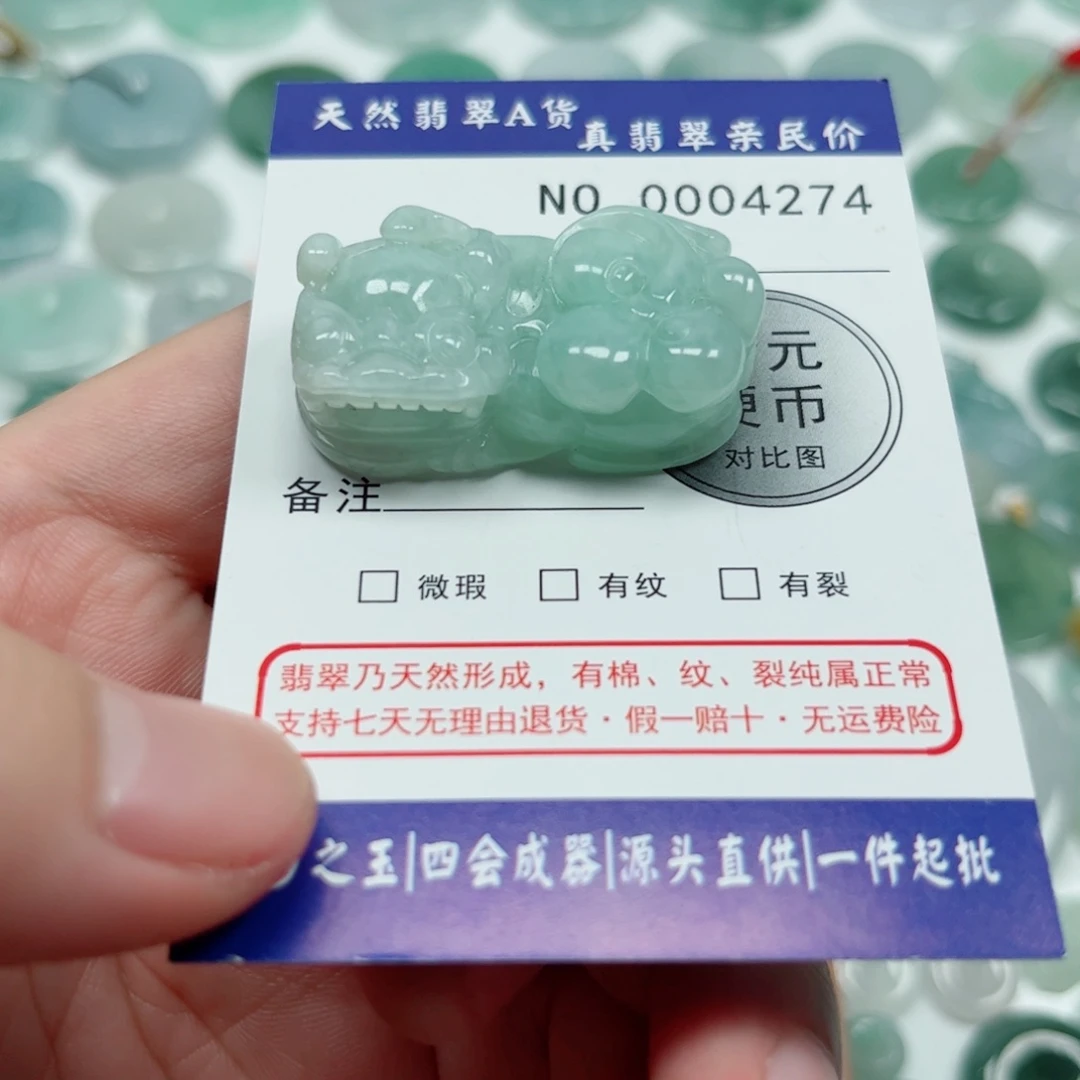 天然翡翠A货
真翡翠亲民价
NO 0004274
元
硬币
对比图
备注
微瑕 有纹 有裂
翡翠乃天然形成，有棉、纹、裂纯属正常
支持七天无理由退货·假一赔十·无运费险
之玉|四会成器|源头直供|一件起批